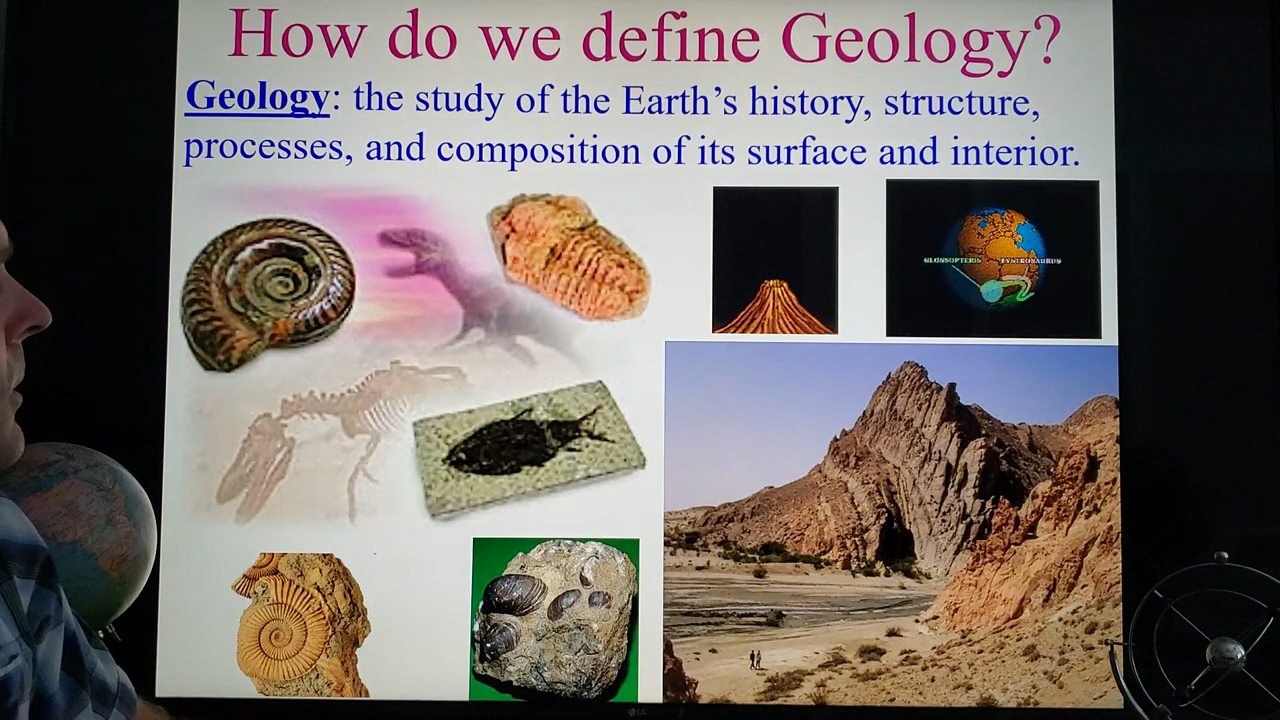 How do we define Geology?
Geology: the study of the Earth's history, structure,
processes, and composition of its surface and interior.
GLOSSOPTERIS LYSTROSAURUS
LG